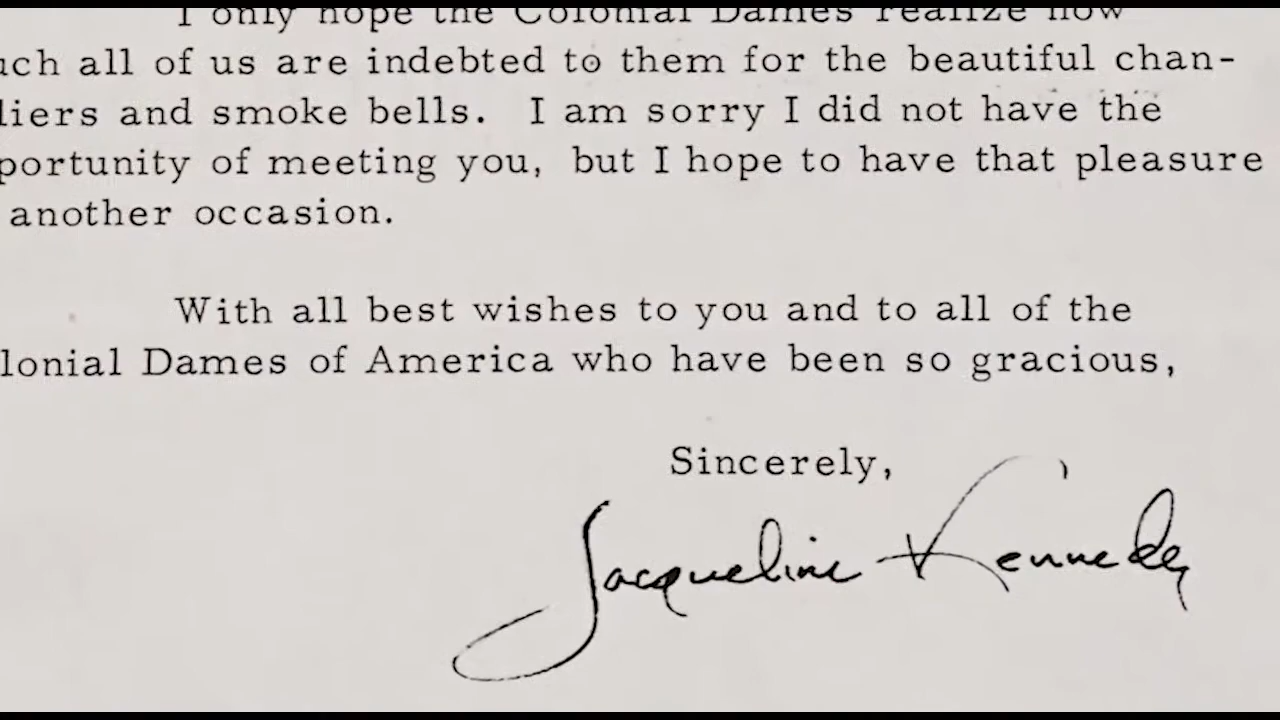 I only hope the Colonial Dames realize how
uch all of us are indebted to them for the beautiful chan-
liers and smoke bells. I am sorry I did not have the
portunity of meeting you, but I hope to have that pleasure
another occasion.
With all best wishes to you and to all of the
lonial Dames of America who have been so gracious,
Sincerely,
Jacqueline Kennedy